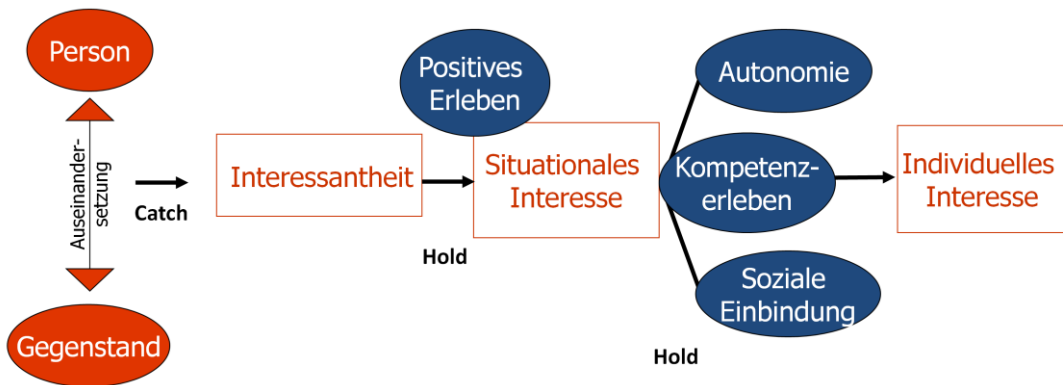 Person
Auseinander-
setzung
Gegenstand
Catch
Interessantheit
Hold
Positives
Erleben
Situationales
Interesse
Autonomie
Kompetenz-
erleben
Soziale
Einbindung
Hold
Individuelles
Interesse